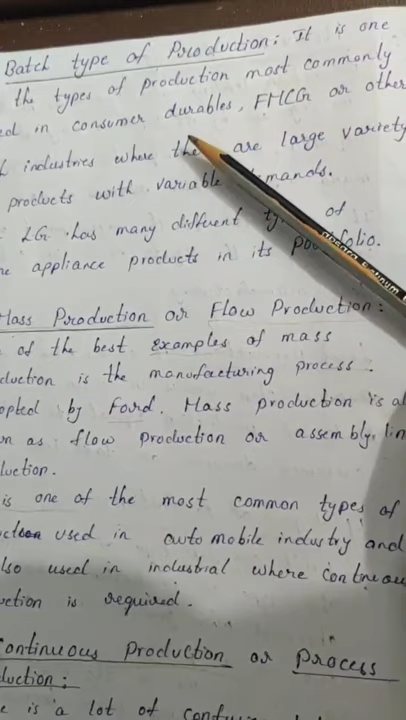 Batch type of Production: It is one
the types of production most commonly
ed in consumer durables, FMCG or other
industries where the are large variety
products with variable demands.
LG has many different of
appliance products in its
Mass Production or Flow Production:
of the best examples of mass
duction is the manufacturing process.
opted by Ford. Mass production is al
on as flow production or assembly, lin
duction.
is one of the most common types of
used in automobile industry and
lso used in industrial where continuou
uction is required.
Continuous Production or Process
duction:
e is a lot of